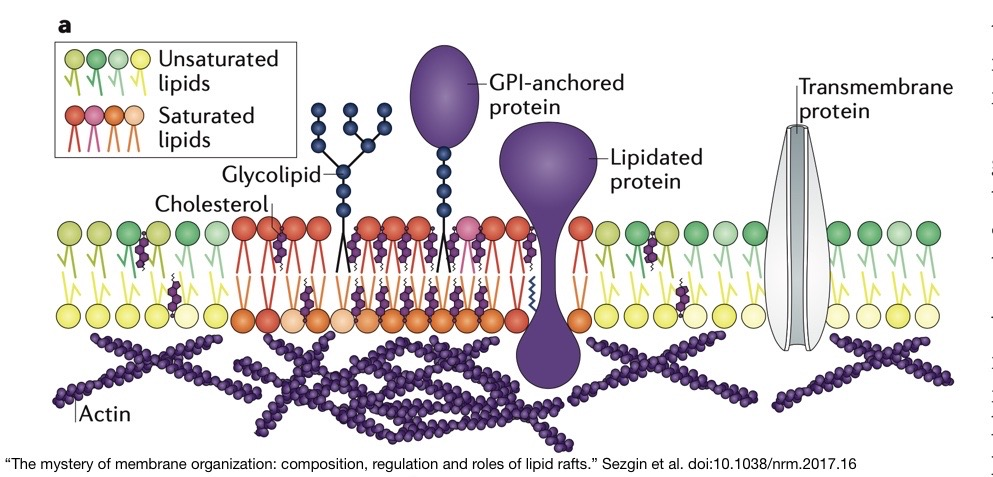 a
Unsaturated
lipids
Saturated
lipids
GPI-anchored
protein
Transmembrane
protein
Glycolipid
Lipidated
protein
Cholesterol
Actin
“The mystery of membrane organization: composition, regulation and roles of lipid rafts.” Sezgin et al. doi:10.1038/nrm.2017.16